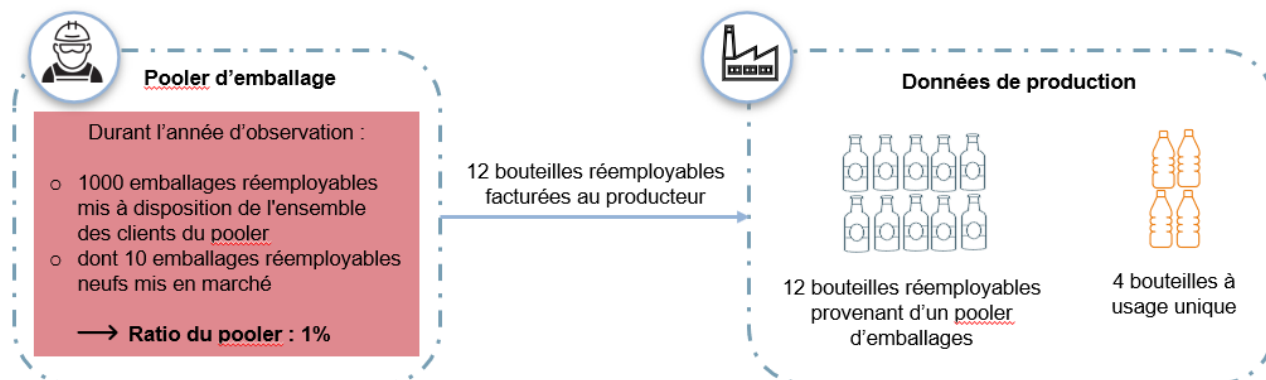 Pooler d'emballage
Durant l'année d'observation :
o 1000 emballages réemployables
mis à disposition de l'ensemble
des clients du pooler
o dont 10 emballages réemployables
neufs mis en marché
⟶ Ratio du pooler : 1%
12 bouteilles réemployables
facturées au producteur
Données de production
12 bouteilles réemployables
provenant d'un pooler
d'emballages
4 bouteilles à
usage unique